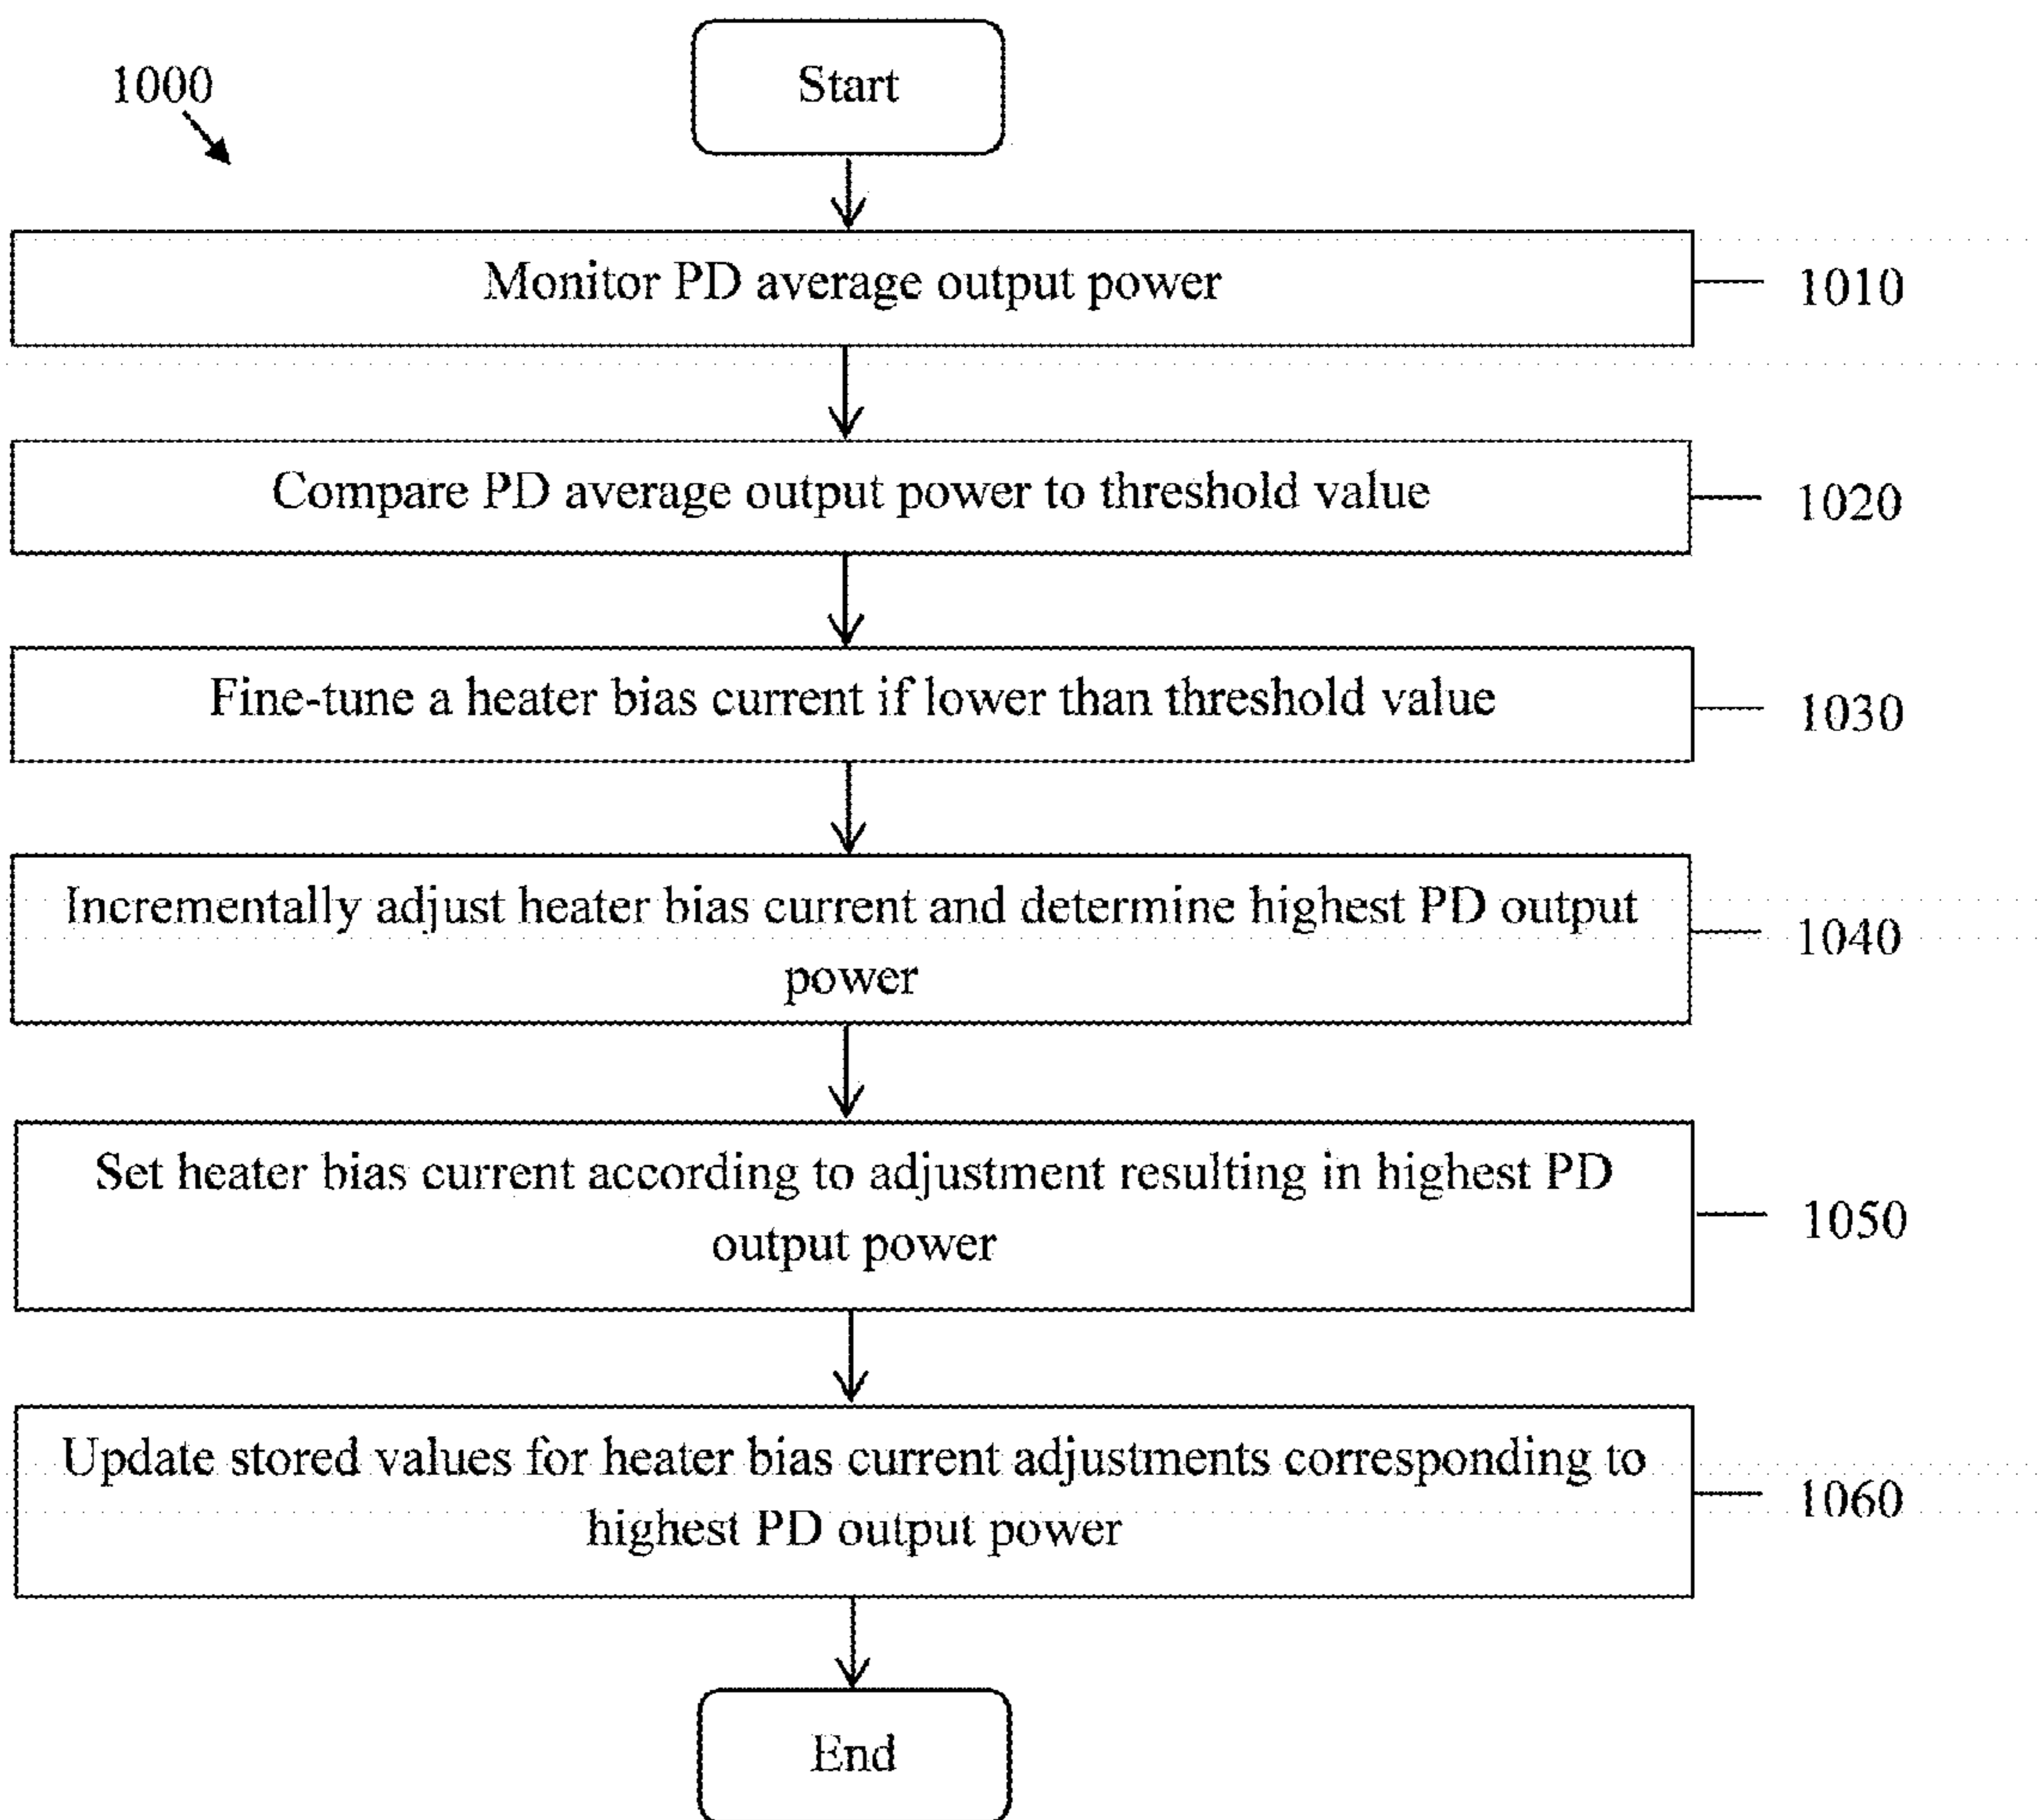 1000
Start
Monitor PD average output power
1010
Compare PD average output power to threshold value
1020
Fine-tune a heater bias current if lower than threshold value
1030
Incrementally adjust heater bias current and determine highest PD output
power
1040
Set heater bias current according to adjustment resulting in highest PD
output power
1050
Update stored values for heater bias current adjustments corresponding to
highest PD output power
1060
End